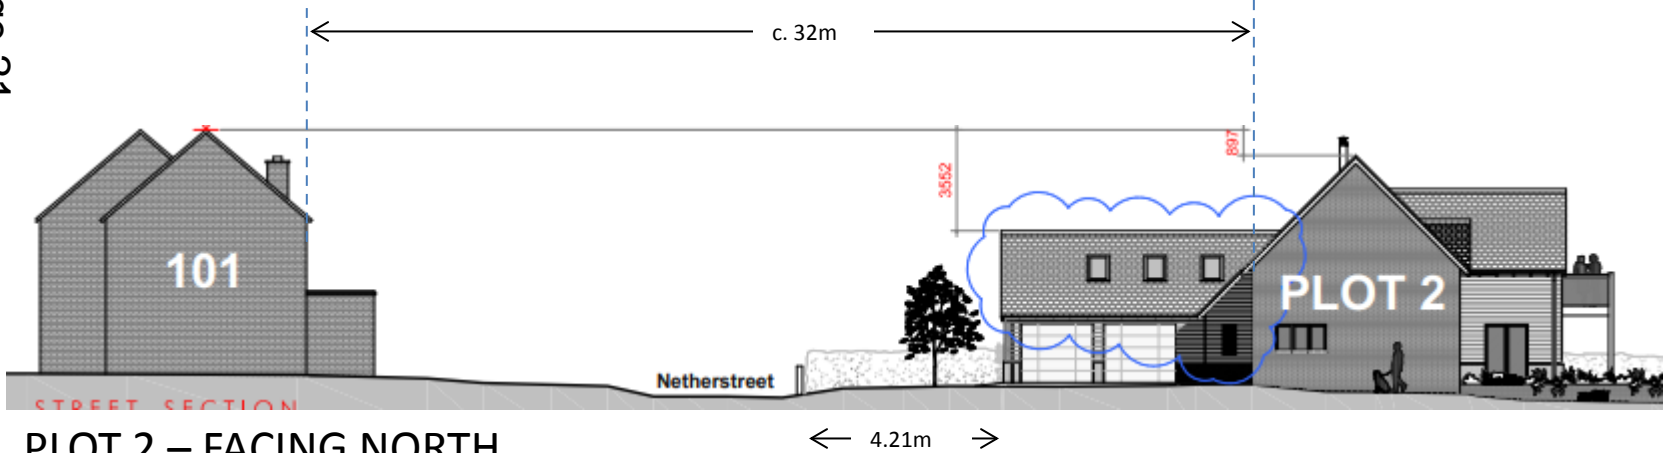 c. 32m
897
3552
101
PLOT 2
Netherstreet
STREET SECTION
4.21m
PLOT 2 – FACING NORTH